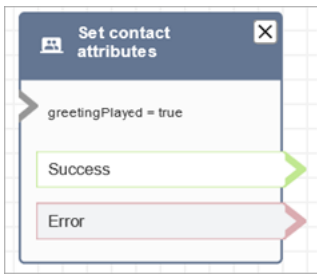 Set contact
attributes
greetingPlayed = true
Success
Error